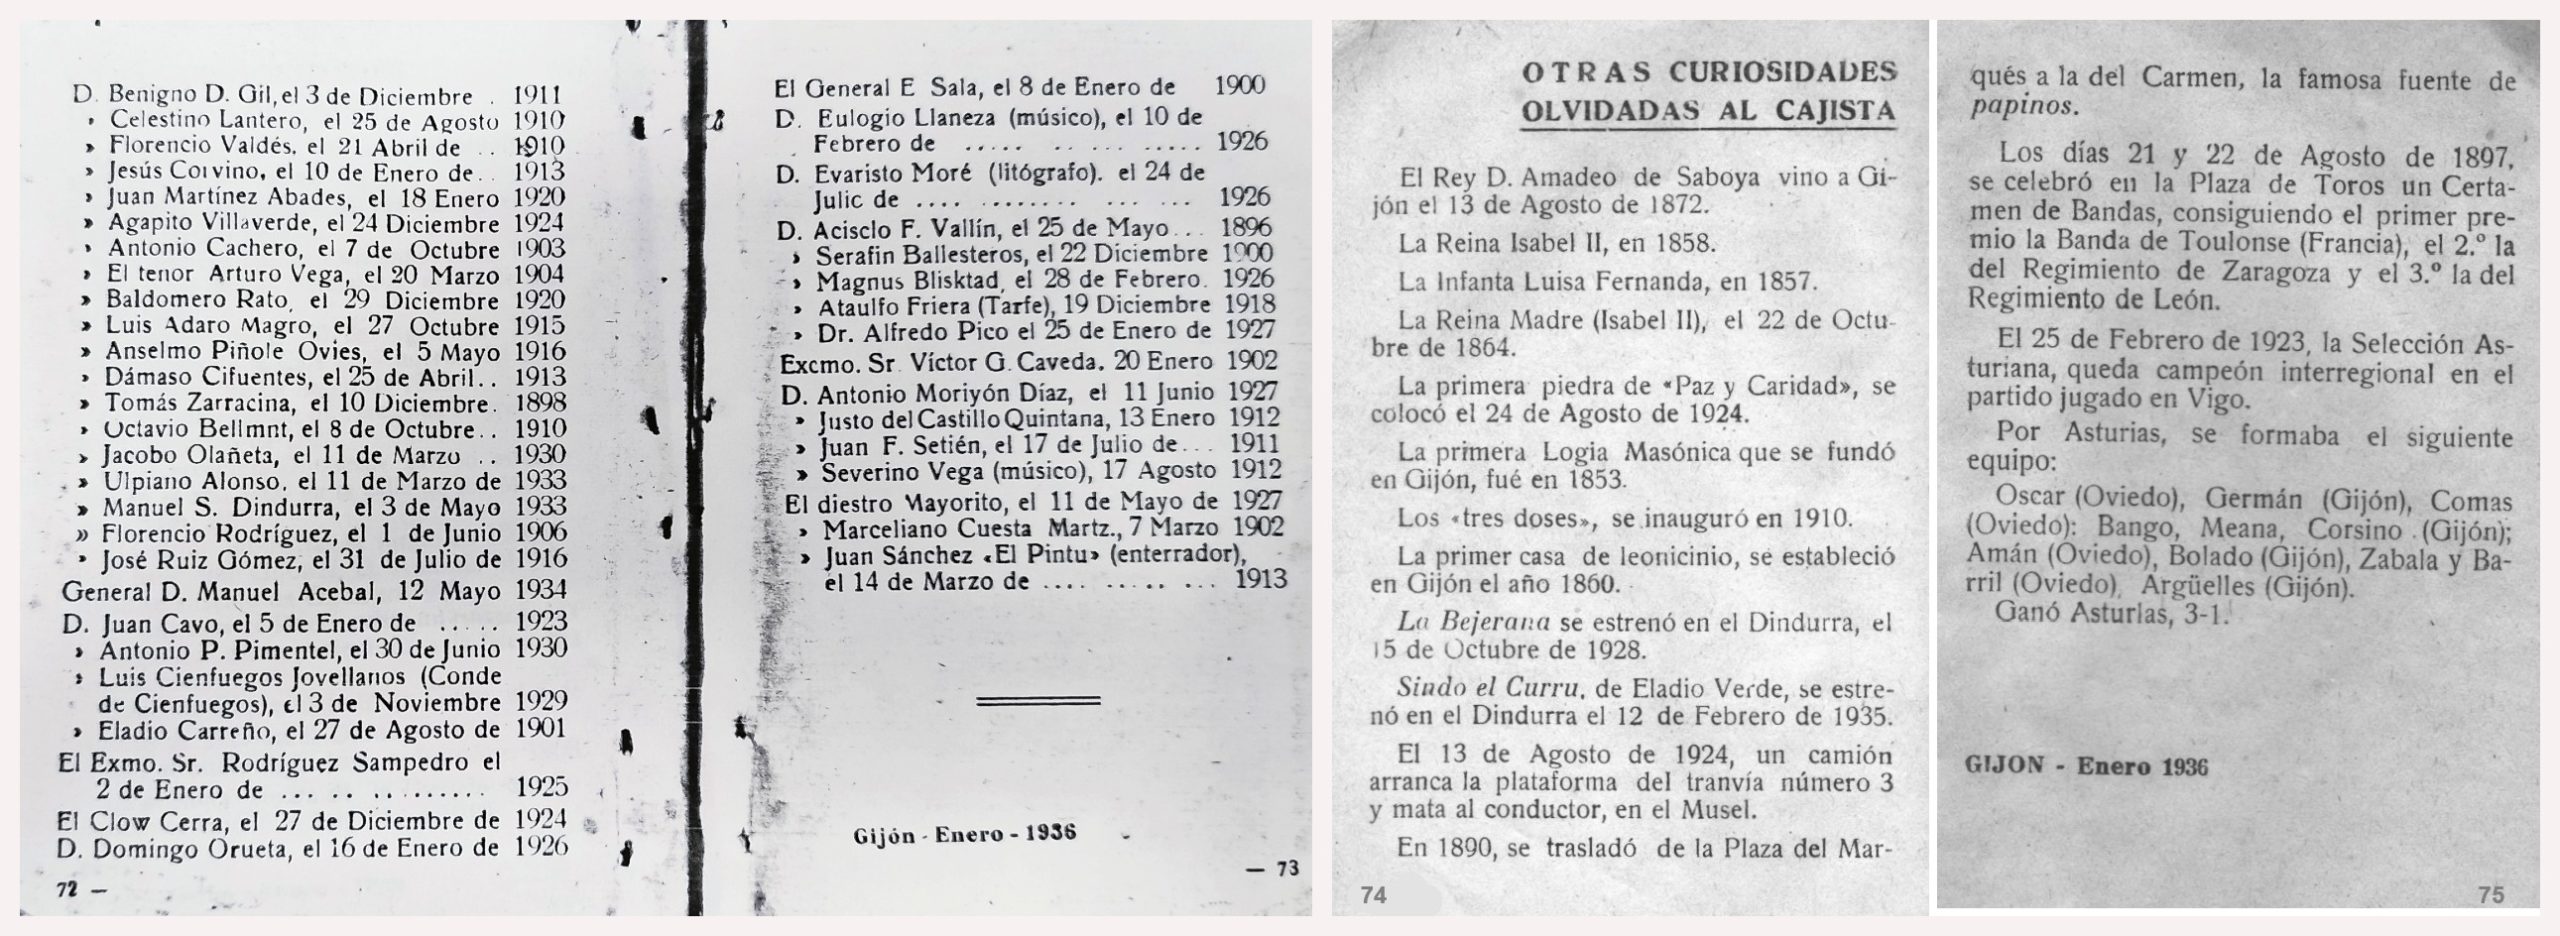 D. Benigno D. Gil, el 3 de Diciembre . 1911
» Celestino Lantero, el 25 de Agosto 1910
» Florencio Valdés. el 21 Abril de .. 1910
» Jesús Corvino, el 10 de Enero de.. 1913
» Juan Martínez Abades, el 18 Enero 1920
» Agapito Villaverde, el 24 Diciembre 1924
» Antonio Cachero, el 7 de Octubre 1903
» El tenor Arturo Vega, el 20 Marzo 1904
» Baldomero Rato, el 29 Diciembre 1920
» Luis Adaro Magro, el 27 Octubre 1915
» Anselmo Piñole Ovies, el 5 Mayo 1916
» Dámaso Cifuentes, el 25 de Abril.. 1913
» Tomás Zarracina, el 10 Diciembre. 1898
» Octavio Bellmnt, el 8 de Octubre.. 1910
» Jacobo Olañeta, el 11 de Marzo .. 1930
» Ulpiano Alonso, el 11 de Marzo de 1933
» Manuel S. Dindurra, el 3 de Mayo 1933
» Florencio Rodríguez, el 1 de Junio 1906
» José Ruiz Gómez, el 31 de Julio de 1916
General D. Manuel Acebal, 12 Mayo 1934
D. Juan Cavo, el 5 de Enero de ..... 1923
» Antonio P. Pimentel, el 30 de Junio 1930
» Luis Cienfuegos Jovellanos (Conde
de Cienfuegos), el 3 de Noviembre 1929
» Eladio Carreño, el 27 de Agosto de 1901
El Exmo. Sr. Rodríguez Sampedro el
2 de Enero de ... .. .. ....... 1925
El Clow Cerra, el 27 de Diciembre de 1924
D. Domingo Orueta, el 16 de Enero de 1926
72 —
El General E Sala, el 8 de Enero de 1900
D. Eulogio Llaneza (músico), el 10 de
Febrero de ..... .. ... ..... 1926
D. Evaristo Moré (litógrafo). el 24 de
Julic de .... ........ ... ... 1926
D. Acisclo F. Vallín, el 25 de Mayo... 1896
» Serafin Ballesteros, el 22 Diciembre 1900
» Magnus Blisktad, el 28 de Febrero. 1926
» Ataulfo Friera (Tarfe), 19 Diciembre 1918
» Dr. Alfredo Pico el 25 de Enero de 1927
Excmo. Sr. Víctor G. Caveda. 20 Enero 1902
D. Antonio Moriyón Díaz, el 11 Junio 1927
» Justo del Castillo Quintana, 13 Enero 1912
» Juan F. Setién, el 17 de Julio de... 1911
» Severino Vega (músico), 17 Agosto 1912
El diestro Mayorito, el 11 de Mayo de 1927
» Marceliano Cuesta Martz., 7 Marzo 1902
» Juan Sánchez «El Pintu» (enterrador),
el 14 de Marzo de .... ..... ... 1913
Gijón - Enero - 1936
— 73
OTRAS CURIOSIDADES
OLVIDADAS AL CAJISTA
El Rey D. Amadeo de Saboya vino a Gi-
jón el 13 de Agosto de 1872.
La Reina Isabel II, en 1858.
La Infanta Luisa Fernanda, en 1857.
La Reina Madre (Isabel II), el 22 de Octu-
bre de 1864.
La primera piedra de «Paz y Caridad», se
colocó el 24 de Agosto de 1924.
La primera Logia Masónica que se fundó
en Gijón, fué en 1853.
Los «tres doses», se inauguró en 1910.
La primer casa de leonicinio, se estableció
en Gijón el año 1860.
La Bejerana se estrenó en el Dindurra, el
15 de Octubre de 1928.
Sindo el Curru, de Eladio Verde, se estre-
nó en el Dindurra el 12 de Febrero de 1935.
El 13 de Agosto de 1924, un camión
arranca la plataforma del tranvía número 3
y mata al conductor, en el Musel.
En 1890, se trasladó de la Plaza del Mar-
74
qués a la del Carmen, la famosa fuente de
papinos.
Los días 21 y 22 de Agosto de 1897,
se celebró en la Plaza de Toros un Certa-
men de Bandas, consiguiendo el primer pre-
mio la Banda de Toulonse (Francia), el 2.º la
del Regimiento de Zaragoza y el 3.º la del
Regimiento de León.
El 25 de Febrero de 1923, la Selección As-
turiana, queda campeón interregional en el
partido jugado en Vigo.
Por Asturias, se formaba el siguiente
equipo:
Oscar (Oviedo), Germán (Gijón), Comas
(Oviedo): Bango, Meana, Corsino (Gijón);
Amán (Oviedo), Bolado (Gijón), Zabala y Ba-
rril (Oviedo), Argüelles (Gijón).
Ganó Asturias, 3-1.
GIJON - Enero 1936
75